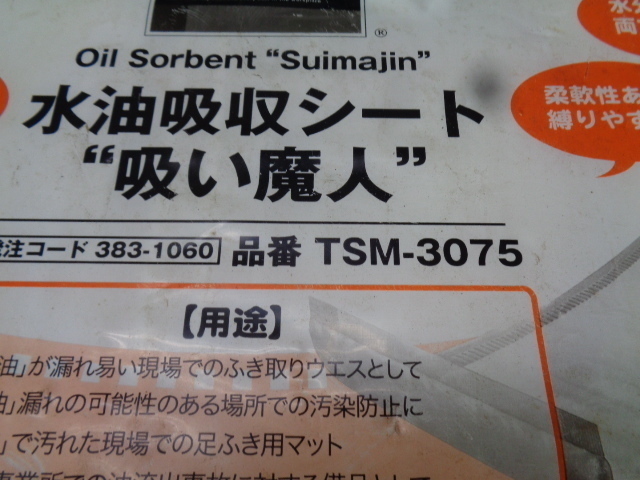 ®
Oil Sorbent “Suimajin”
水油吸収シート
“吸い魔人”
注コード 383-1060
品番 TSM-3075
柔軟性あ
縛りやす
【用途】
油」が漏れ易い現場でのふき取りウエスとして
油」漏れの可能性のある場所での汚染防止に
」で汚れた現場での足ふき用マット